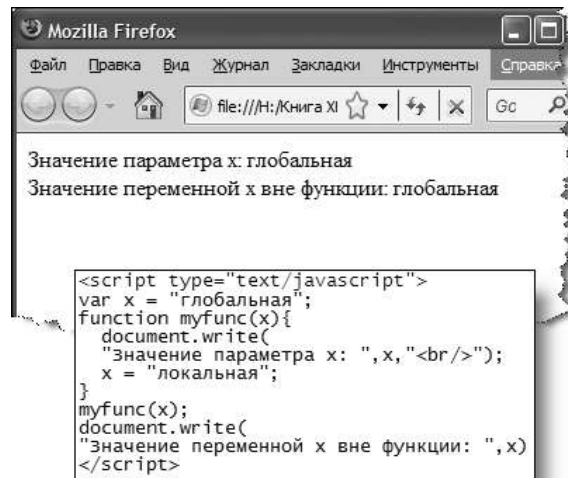 Mozilla Firefox
Файл Правка Вид Журнал Закладки Инструменты Справка
file:///H:/Книга XI Go
Значение параметра x: глобальная
Значение переменной x вне функции: глобальная
<script type="text/javascript">
var x = "глобальная";
function myfunc(x){
document.write(
"Значение параметра x: ",x,"<br/>");
x = "локальная";
}
myfunc(x);
document.write(
"Значение переменной x вне функции: ",x)
</script>